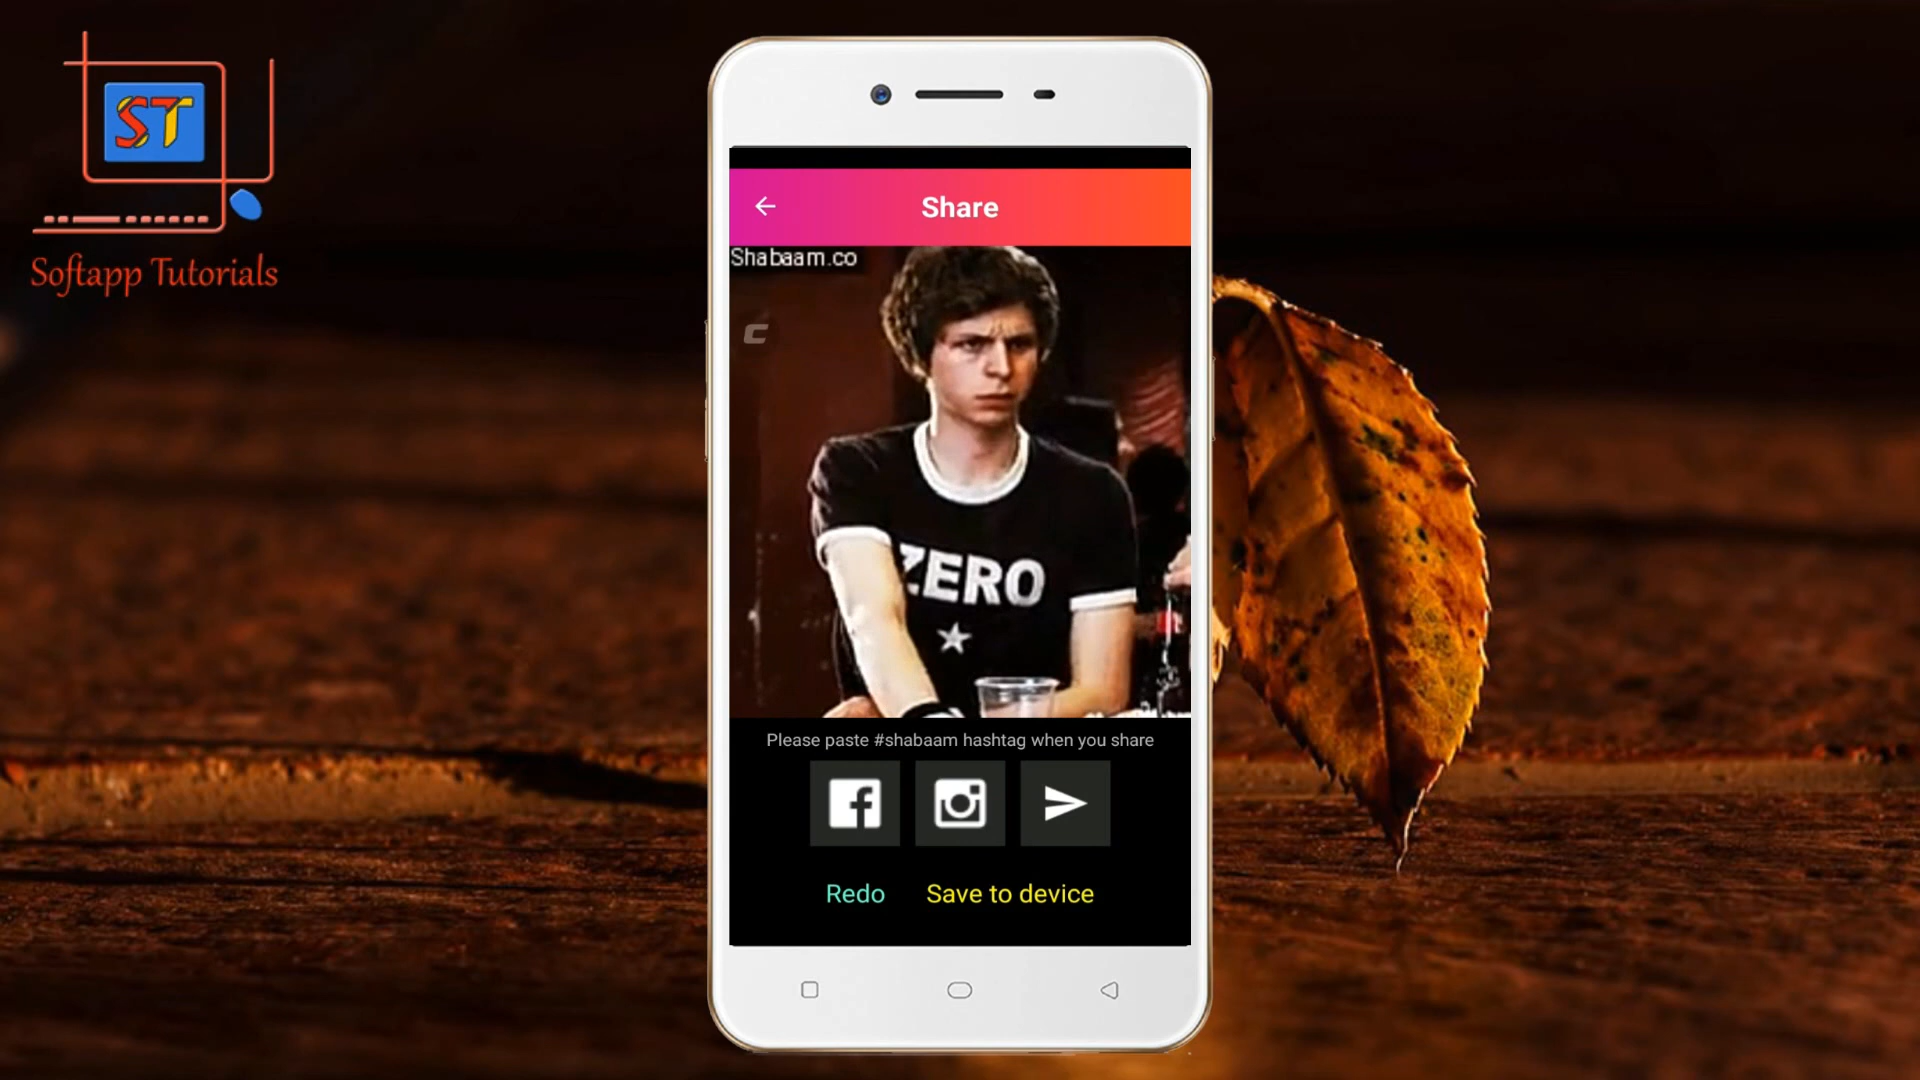 ST
Softapp Tutorials
Share
Shabaam.co
C
ZERO
Please paste #shabaam hashtag when you share
Redo
Save to device